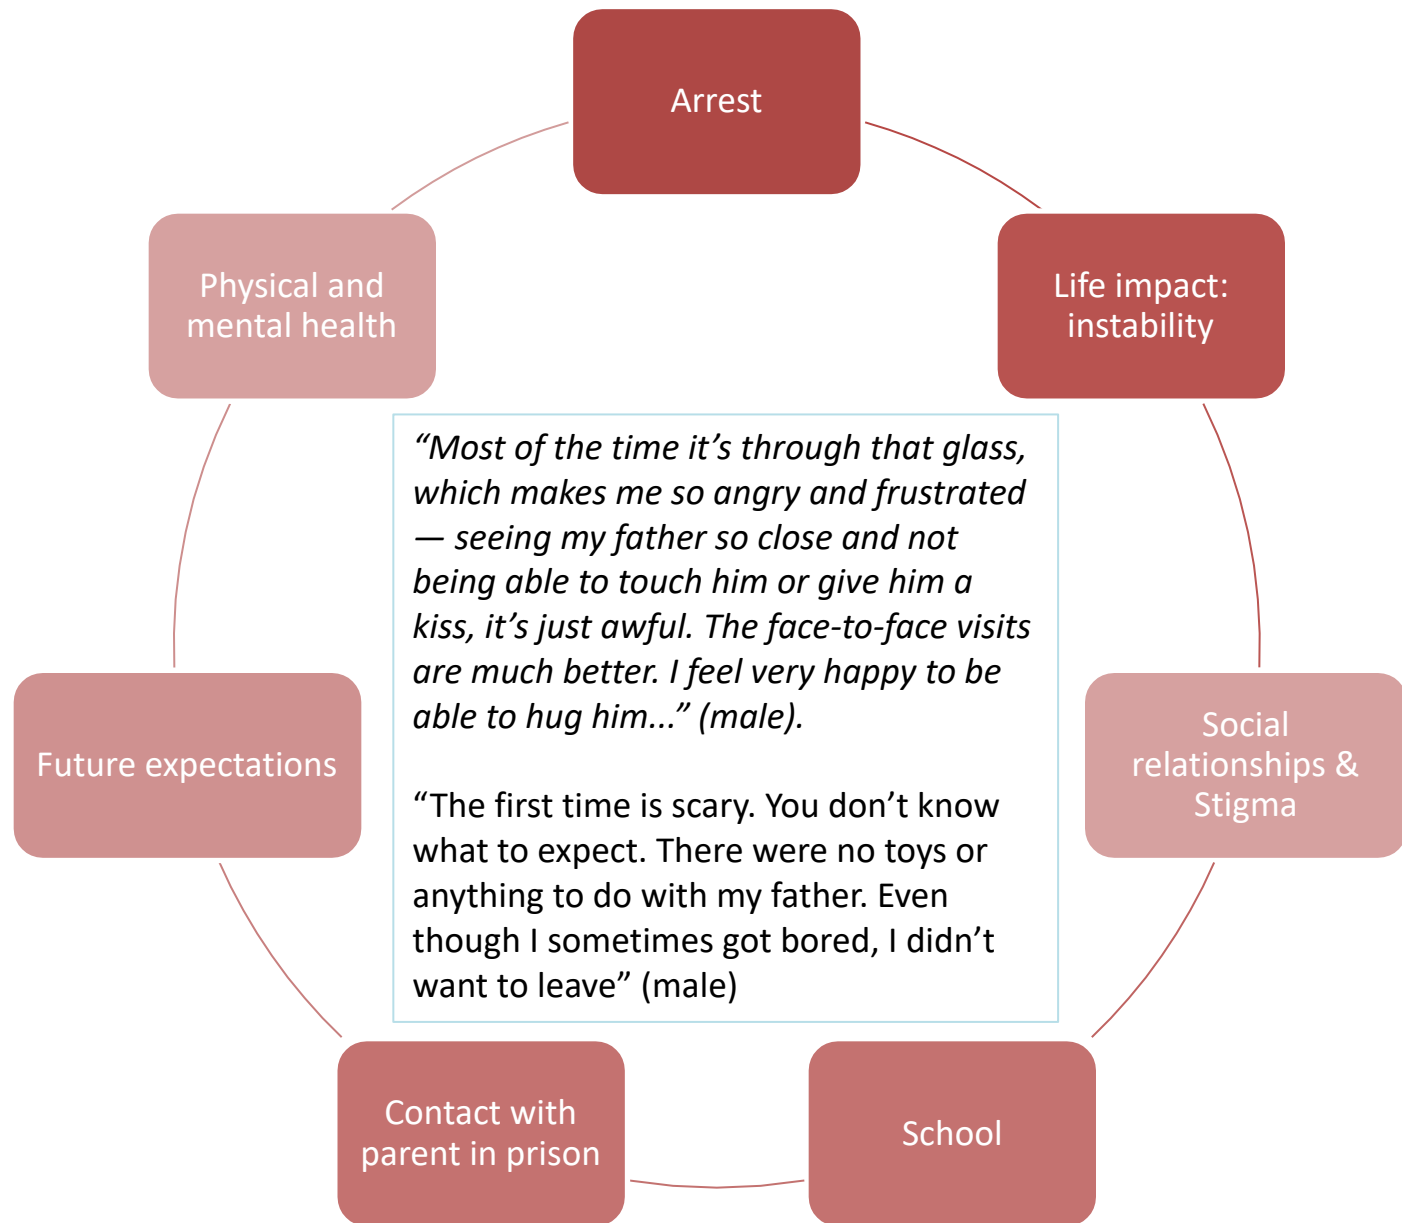 Arrest
Physical and
mental health
Life impact:
instability
“Most of the time it’s through that glass,
which makes me so angry and frustrated
— seeing my father so close and not
being able to touch him or give him a
kiss, it’s just awful. The face-to-face visits
are much better. I feel very happy to be
able to hug him...” (male).
“The first time is scary. You don’t know
what to expect. There were no toys or
anything to do with my father. Even
though I sometimes got bored, I didn’t
want to leave” (male)
Future expectations
Social
relationships &
Stigma
Contact with
parent in prison
School